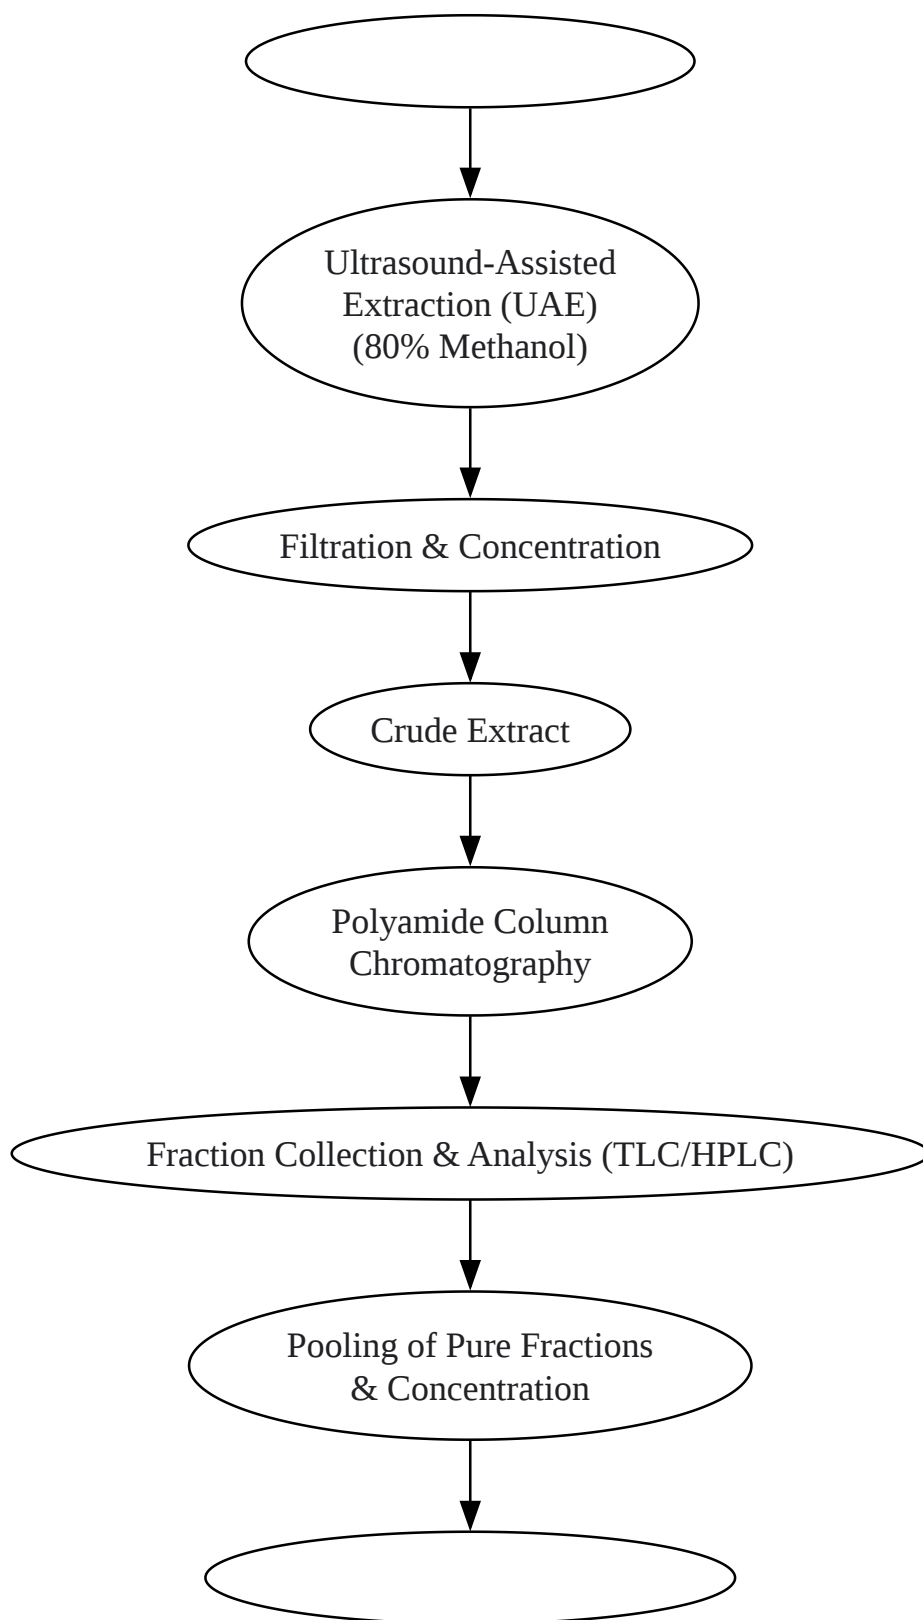 Ultrasound-Assisted
Extraction (UAE)
(80% Methanol)
Filtration & Concentration
Crude Extract
Polyamide Column
Chromatography
Fraction Collection & Analysis (TLC/HPLC)
Pooling of Pure Fractions
& Concentration